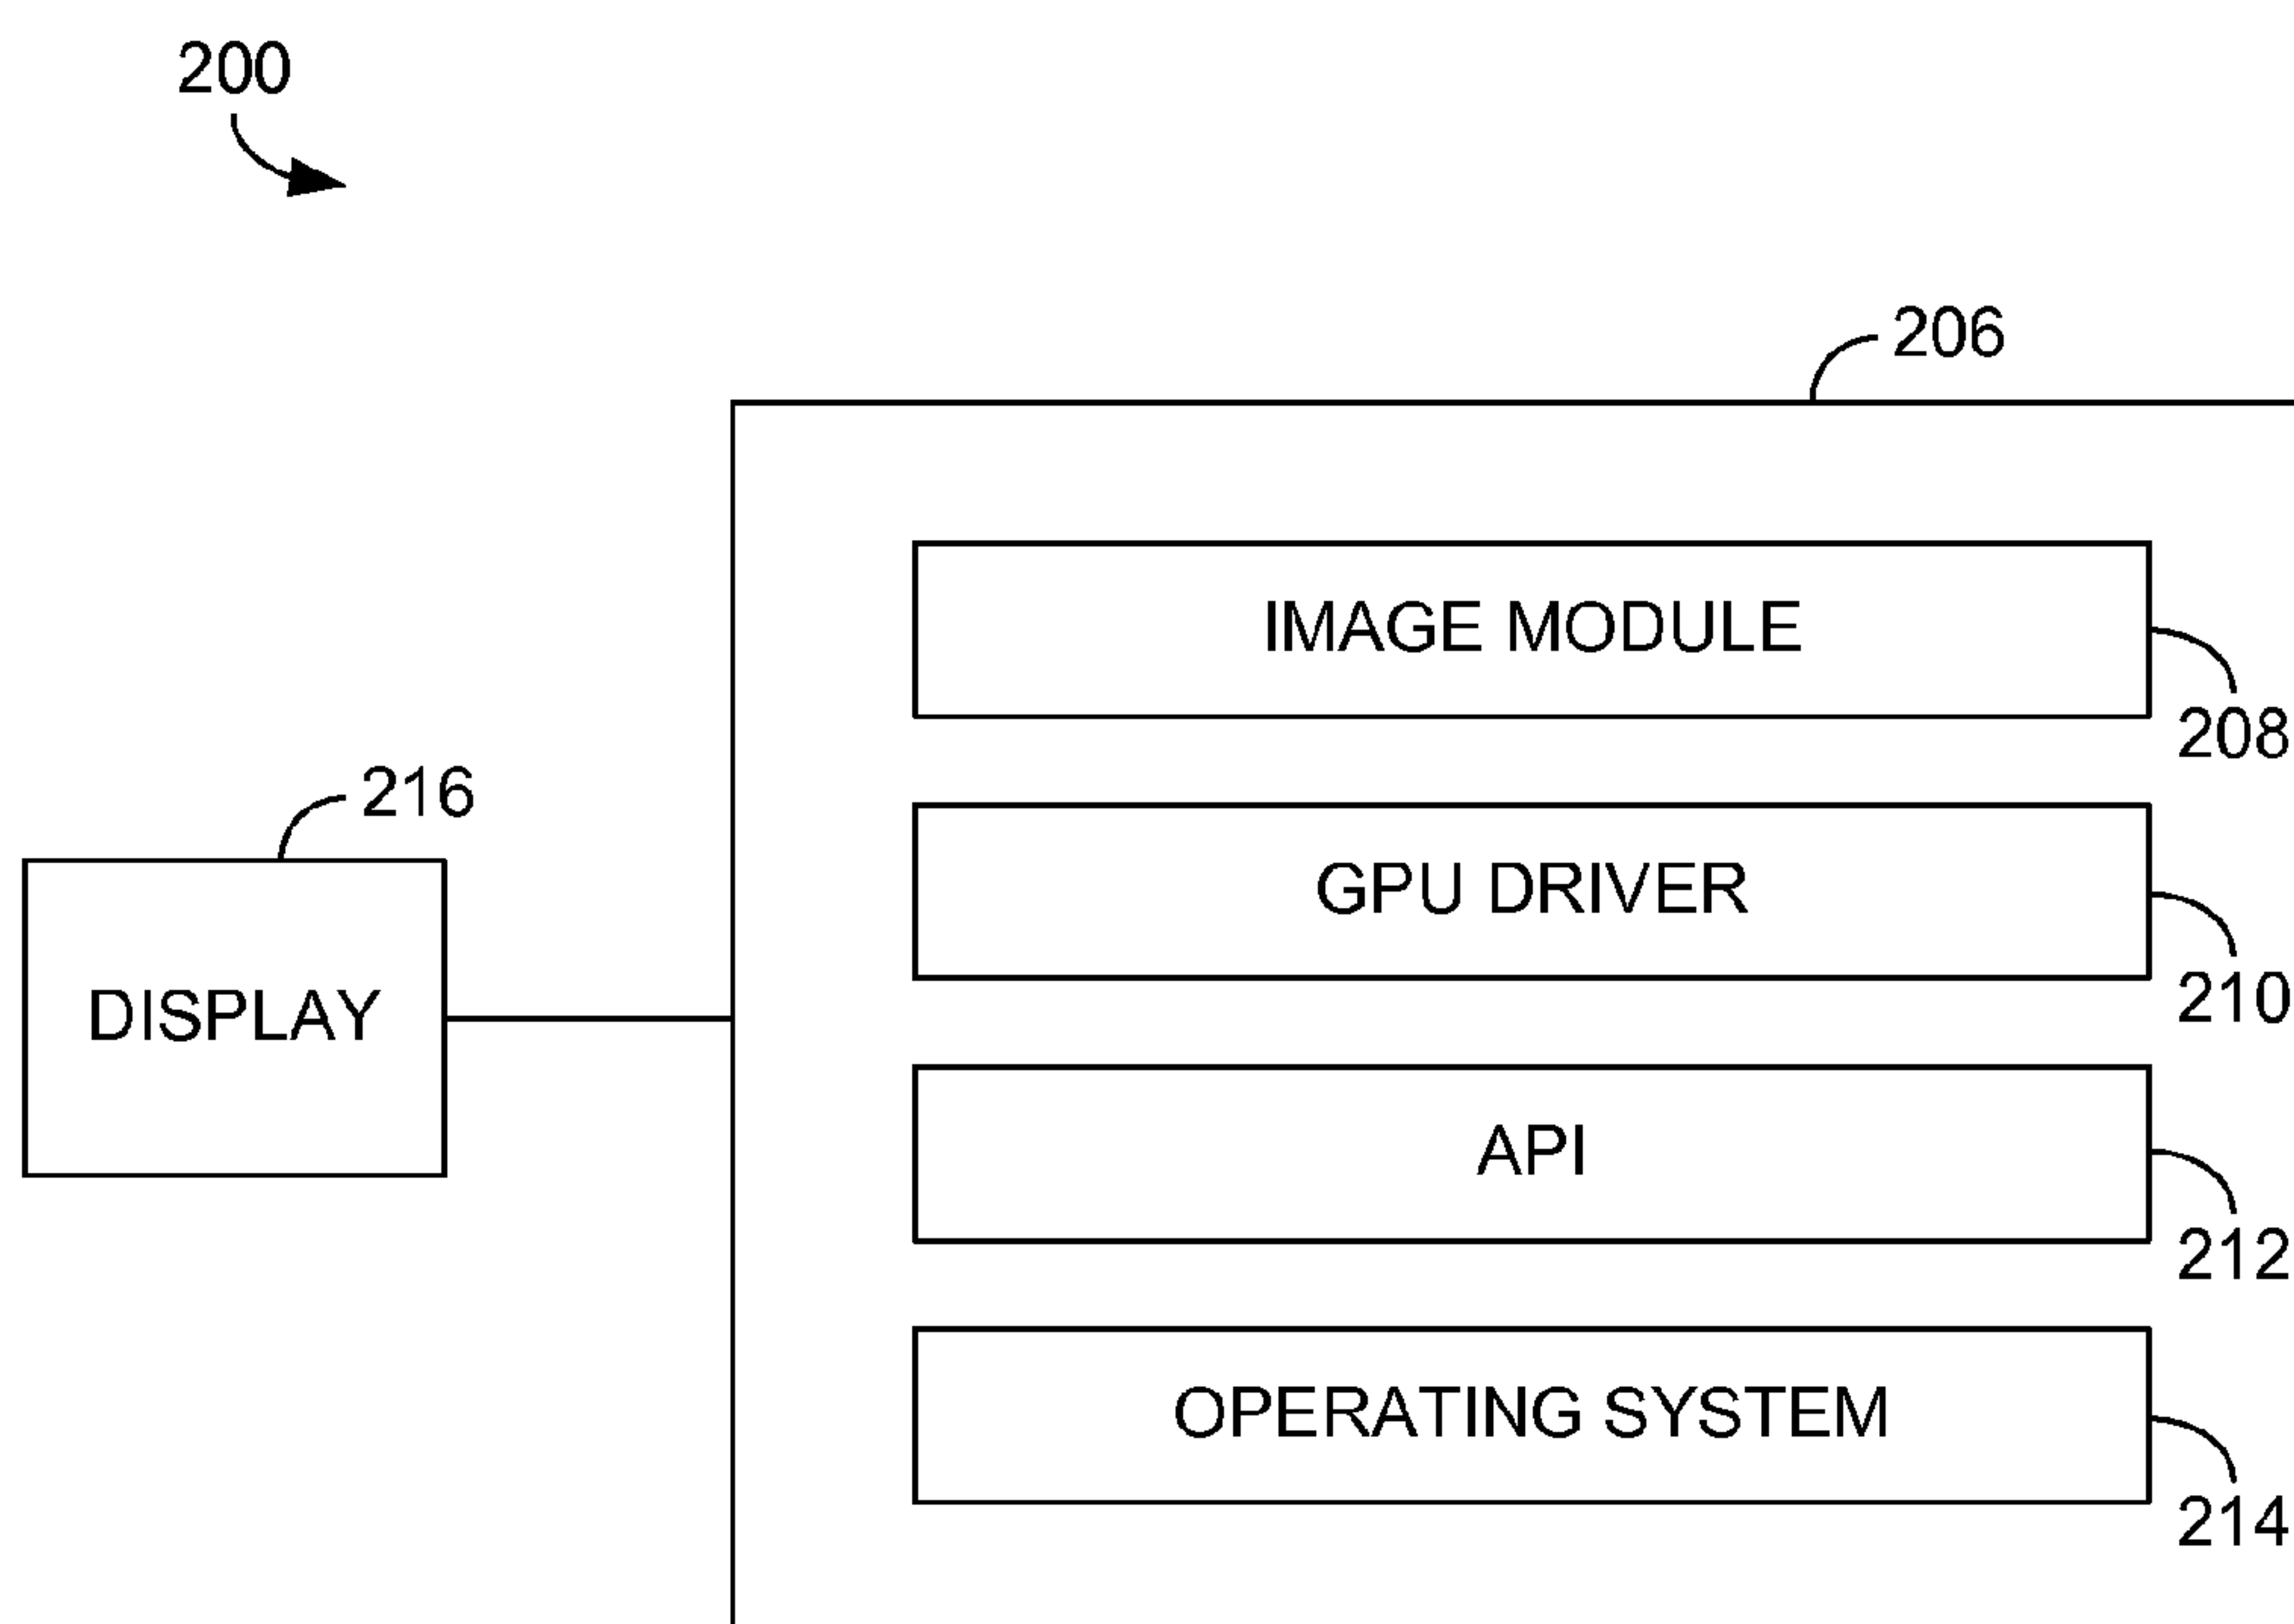 200
206
IMAGE MODULE
208
216
GPU DRIVER
210
DISPLAY
API
212
OPERATING SYSTEM
214